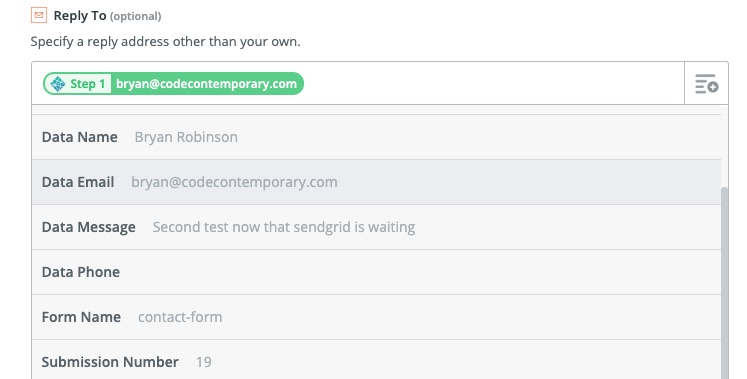 Reply To (optional)
Specify a reply address other than your own.
Step 1 bryan@codecontemporary.com
Data Name Bryan Robinson
Data Email bryan@codecontemporary.com
Data Message Second test now that sendgrid is waiting
Data Phone
Form Name contact-form
Submission Number 19